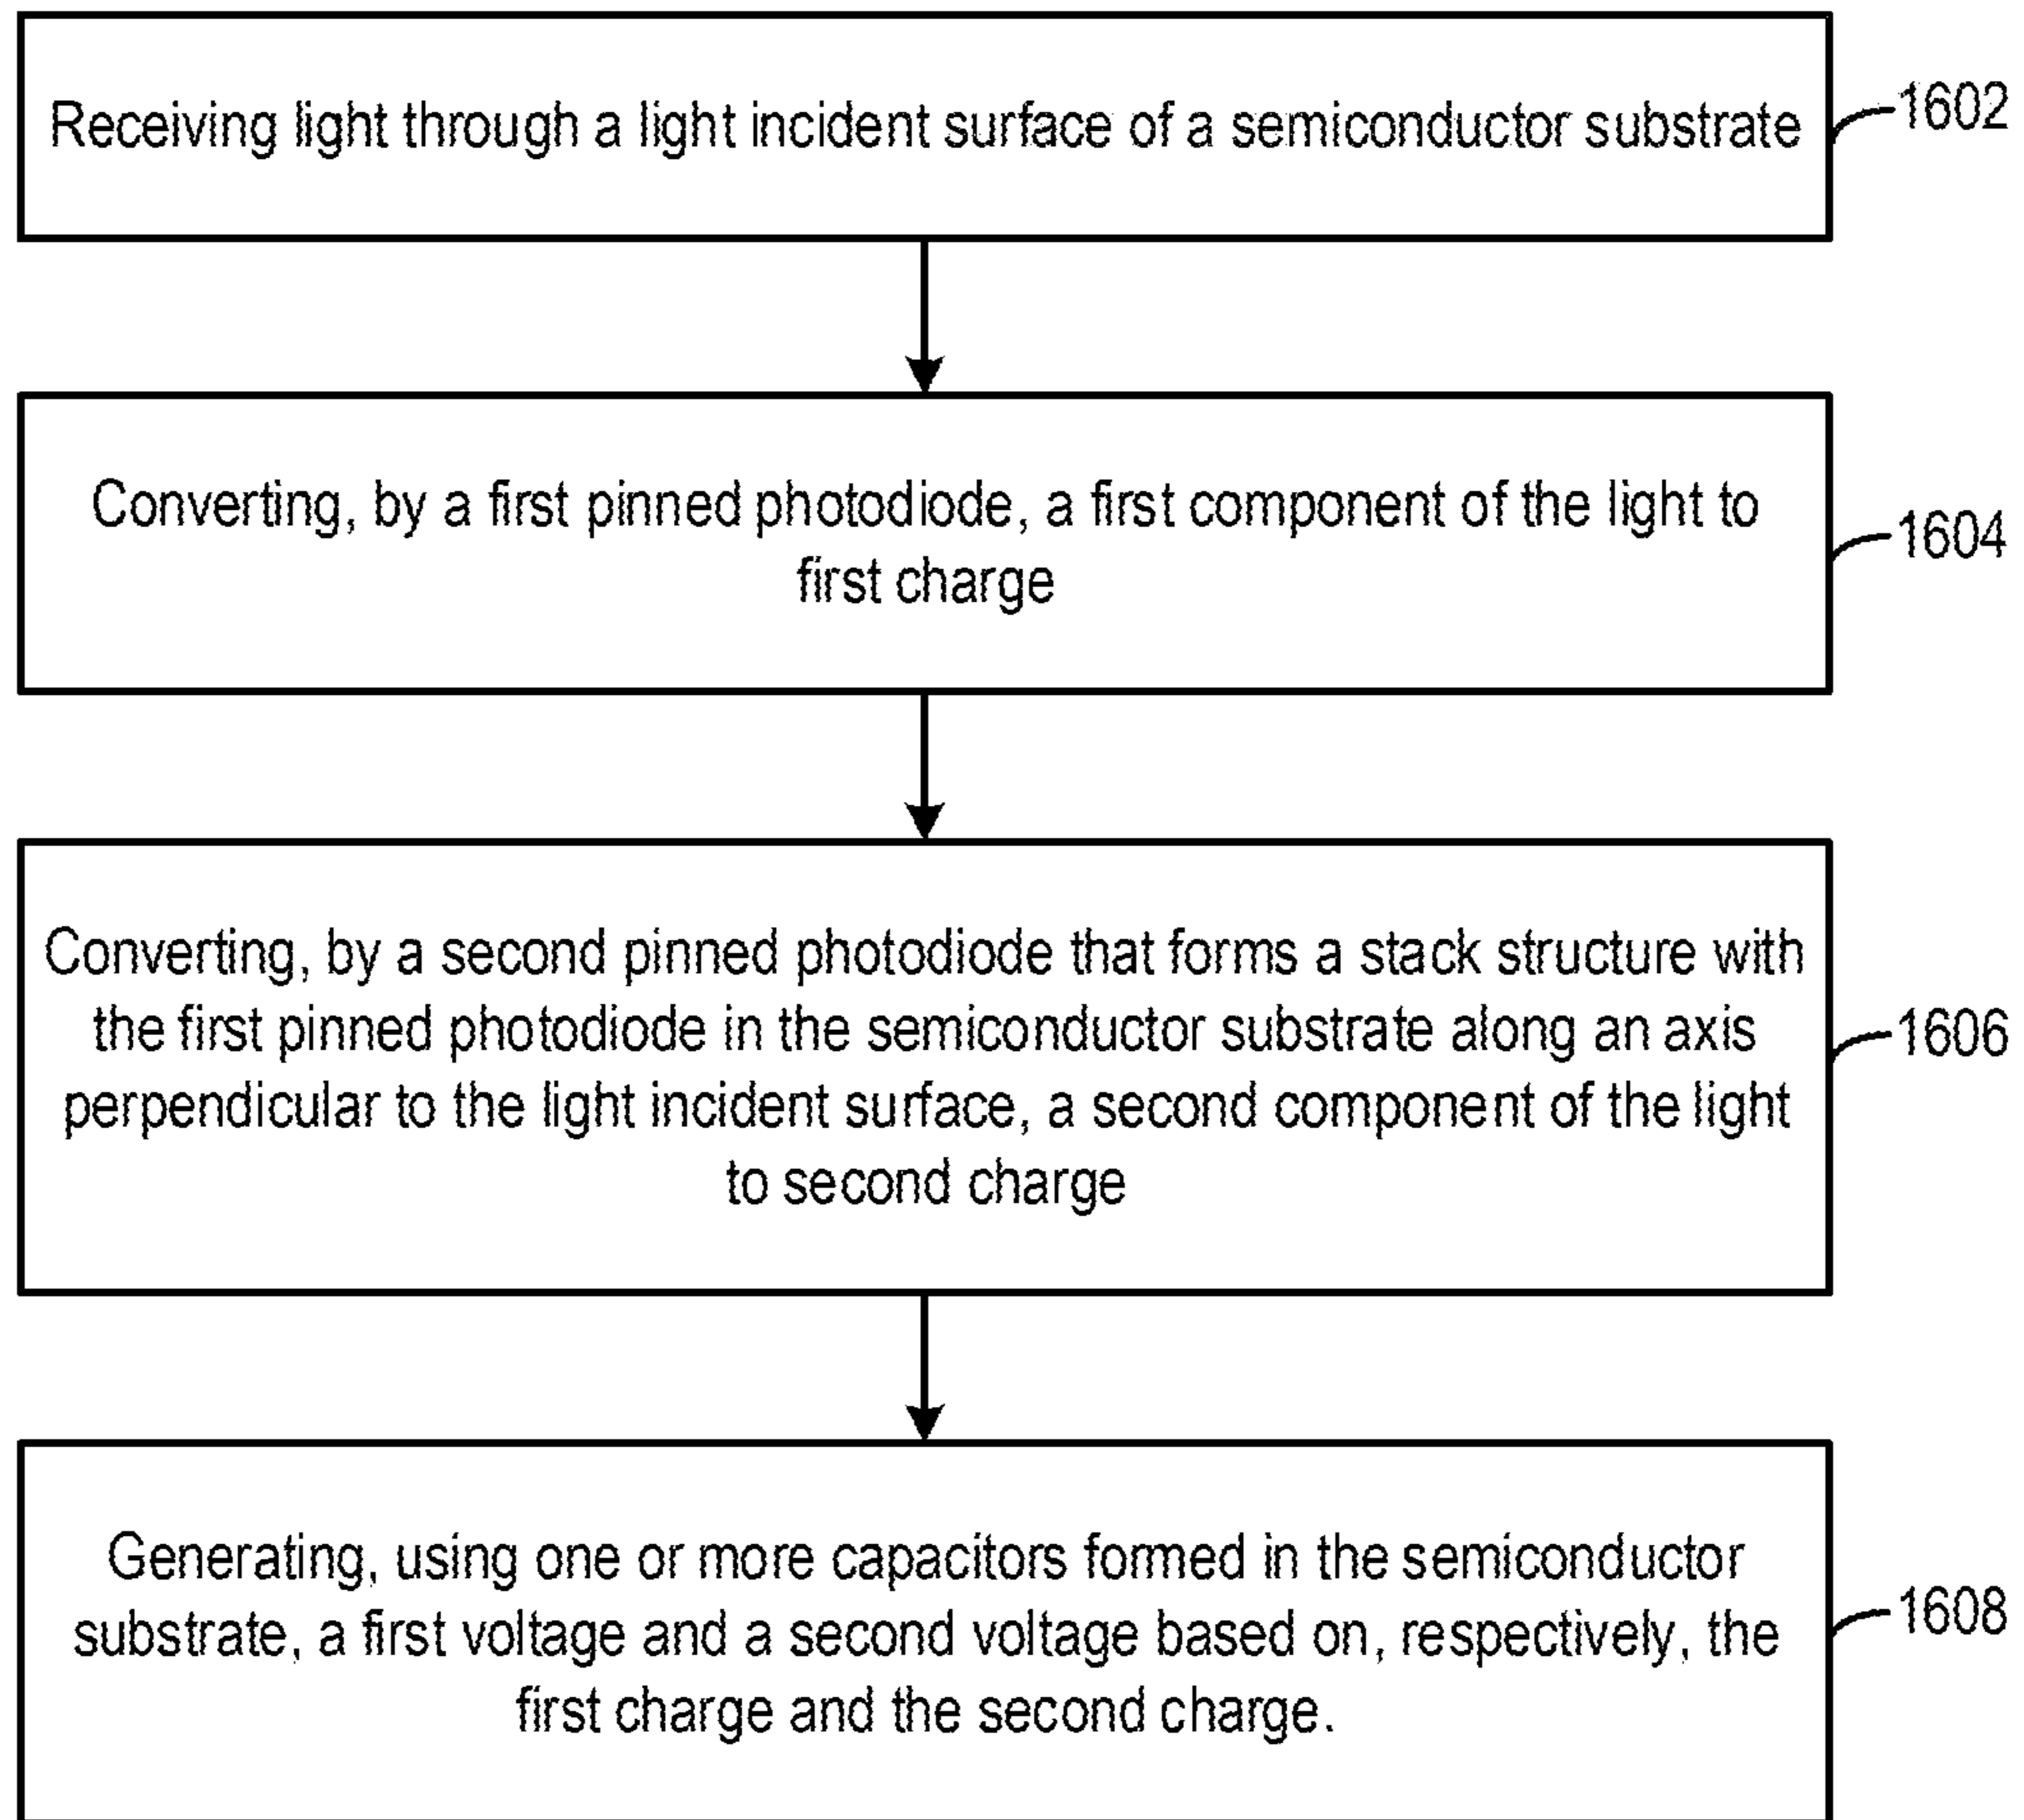 Receiving light through a light incident surface of a semiconductor substrate
1602
Converting, by a first pinned photodiode, a first component of the light to
first charge
1604
Converting, by a second pinned photodiode that forms a stack structure with
the first pinned photodiode in the semiconductor substrate along an axis
perpendicular to the light incident surface, a second component of the light
to second charge
1606
Generating, using one or more capacitors formed in the semiconductor
substrate, a first voltage and a second voltage based on, respectively, the
first charge and the second charge.
1608